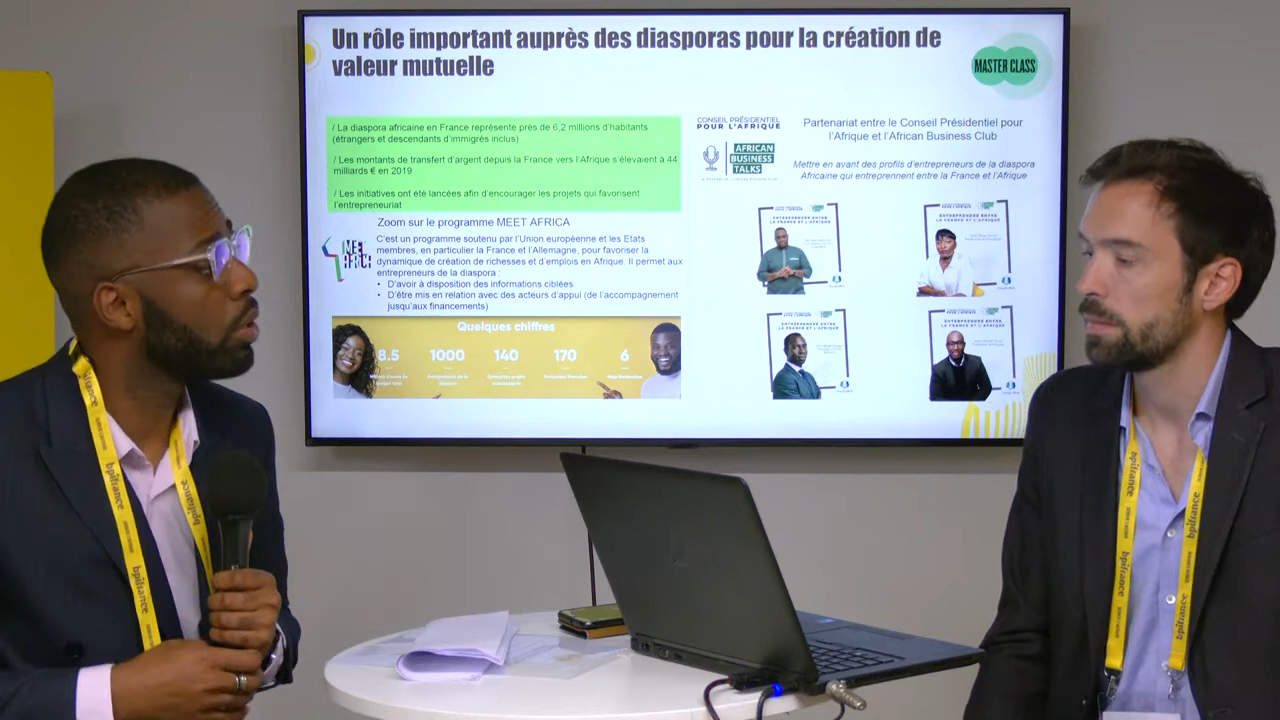 Un rôle important auprès des diasporas pour la création de
valeur mutuelle
MASTER CLASS
/ La diaspora africaine en France représente près de 6,2 millions d'habitants
(étrangers et descendants d'immigrés inclus)
/ Les montants de transfert d'argent depuis la France vers l'Afrique s'élevaient à 44
milliards € en 2019
/ Les initiatives ont été lancées afin d'encourager les projets qui favorisent
l'entrepreneuriat
Zoom sur le programme MEET AFRICA
MEET
AFRICA
C'est un programme soutenu par l'Union européenne et les Etats
membres, en particulier la France et l'Allemagne, pour favoriser la
dynamique de création de richesses et d'emplois en Afrique. Il permet aux
entrepreneurs de la diaspora :
• D'avoir à disposition des informations ciblées
• D'être mis en relation avec des acteurs d'appui (de l'accompagnement
jusqu'aux financements)
Quelques chiffres
8.5 1000 140 170 6
CONSEIL PRÉSIDENTIEL
POUR L'AFRIQUE
AFRICAN
BUSINESS
TALKS
Partenariat entre le Conseil Présidentiel pour
l'Afrique et l'African Business Club
Mettre en avant des profils d'entrepreneurs de la diaspora
Africaine qui entreprennent entre la France et l'Afrique
ENTREPRENDRE ENTRE
LA FRANCE ET L'AFRIQUE
ENTREPRENDRE ENTRE
LA FRANCE ET L'AFRIQUE
ENTREPRENDRE ENTRE
LA FRANCE ET L'AFRIQUE
ENTREPRENDRE ENTRE
LA FRANCE ET L'AFRIQUE
bpifrance
bpifrance
bpifrance
bpifrance
bpifrance
bpifrance
bpifrance